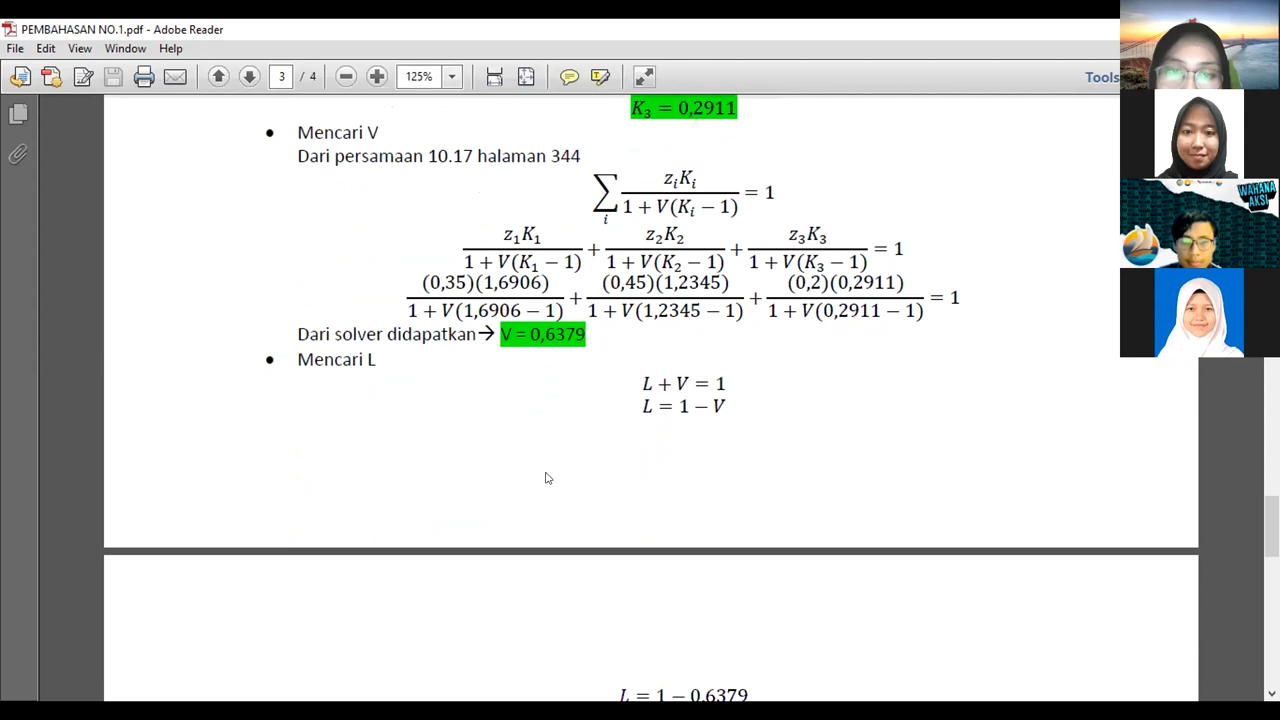 PEMBAHASAN NO.1.pdf - Adobe Reader
File Edit View Window Help
3 / 4 125% Tools
K₃ = 0,2911
• Mencari V
Dari persamaan 10.17 halaman 344
∑ᵢ zᵢKᵢ / (1 + V(Kᵢ − 1)) = 1
z₁K₁ / (1 + V(K₁ − 1)) + z₂K₂ / (1 + V(K₂ − 1)) + z₃K₃ / (1 + V(K₃ − 1)) = 1
(0,35)(1,6906) / (1 + V(1,6906 − 1)) + (0,45)(1,2345) / (1 + V(1,2345 − 1)) + (0,2)(0,2911) / (1 + V(0,2911 − 1)) = 1
Dari solver didapatkan → V = 0,6379
• Mencari L
L + V = 1
L = 1 − V
L = 1 − 0,6379
WAHANA
AKSI